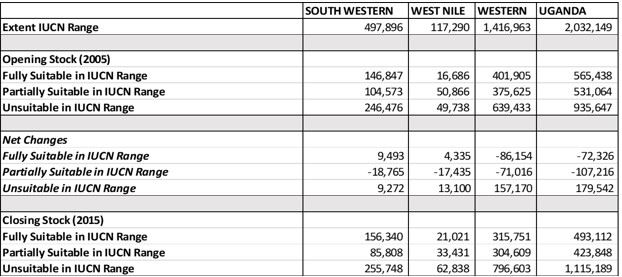 SOUTH WESTERN WEST NILE WESTERN UGANDA
Extent IUCN Range 497,896 117,290 1,416,963 2,032,149
Opening Stock (2005)
Fully Suitable in IUCN Range 146,847 16,686 401,905 565,438
Partially Suitable in IUCN Range 104,573 50,866 375,625 531,064
Unsuitable in IUCN Range 246,476 49,738 639,433 935,647
Net Changes
Fully Suitable in IUCN Range 9,493 4,335 -86,154 -72,326
Partially Suitable in IUCN Range -18,765 -17,435 -71,016 -107,216
Unsuitable in IUCN Range 9,272 13,100 157,170 179,542
Closing Stock (2015)
Fully Suitable in IUCN Range 156,340 21,021 315,751 493,112
Partially Suitable in IUCN Range 85,808 33,431 304,609 423,848
Unsuitable in IUCN Range 255,748 62,838 796,603 1,115,189